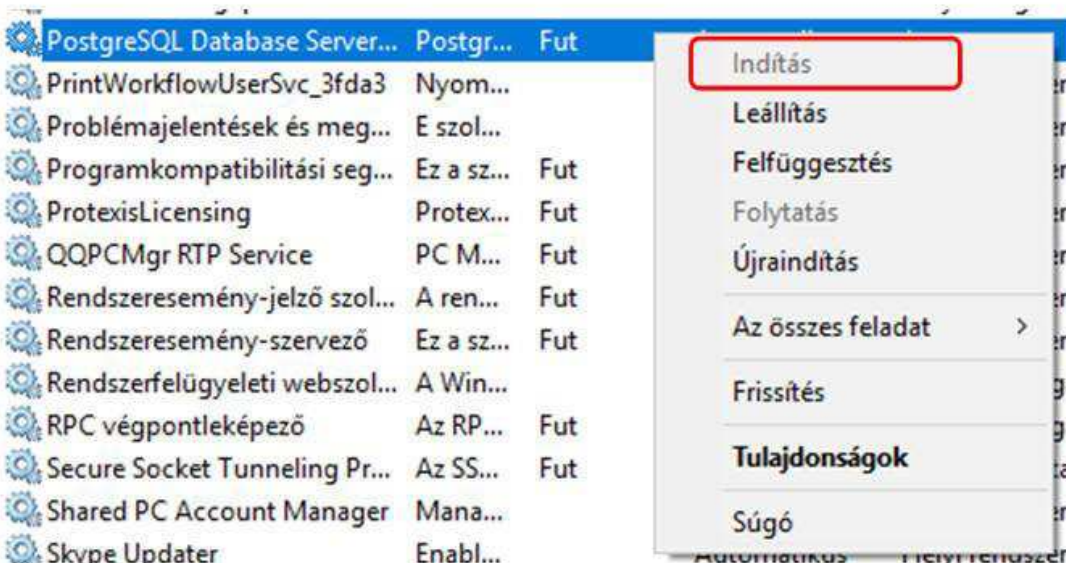 PostgreSQL Database Server... Postgr... Fut
PrintWorkflowUserSvc_3fda3 Nyom...
Problémajelentések és meg... E szol...
Programkompatibilitási seg... Ez a sz... Fut
ProtexisLicensing Protex... Fut
QQPCMgr RTP Service PC M... Fut
Rendszeresemény-jelző szol... A ren... Fut
Rendszeresemény-szervező Ez a sz... Fut
Rendszerfelügyeleti webszol... A Win...
RPC végpontleképező Az RP... Fut
Secure Socket Tunneling Pr... Az SS... Fut
Shared PC Account Manager Mana...
Skype Updater Enabl... Automatikus Helyi rendszer
Indítás
Leállítás
Felfüggesztés
Folytatás
Újraindítás
Az összes feladat >
Frissítés
Tulajdonságok
Súgó